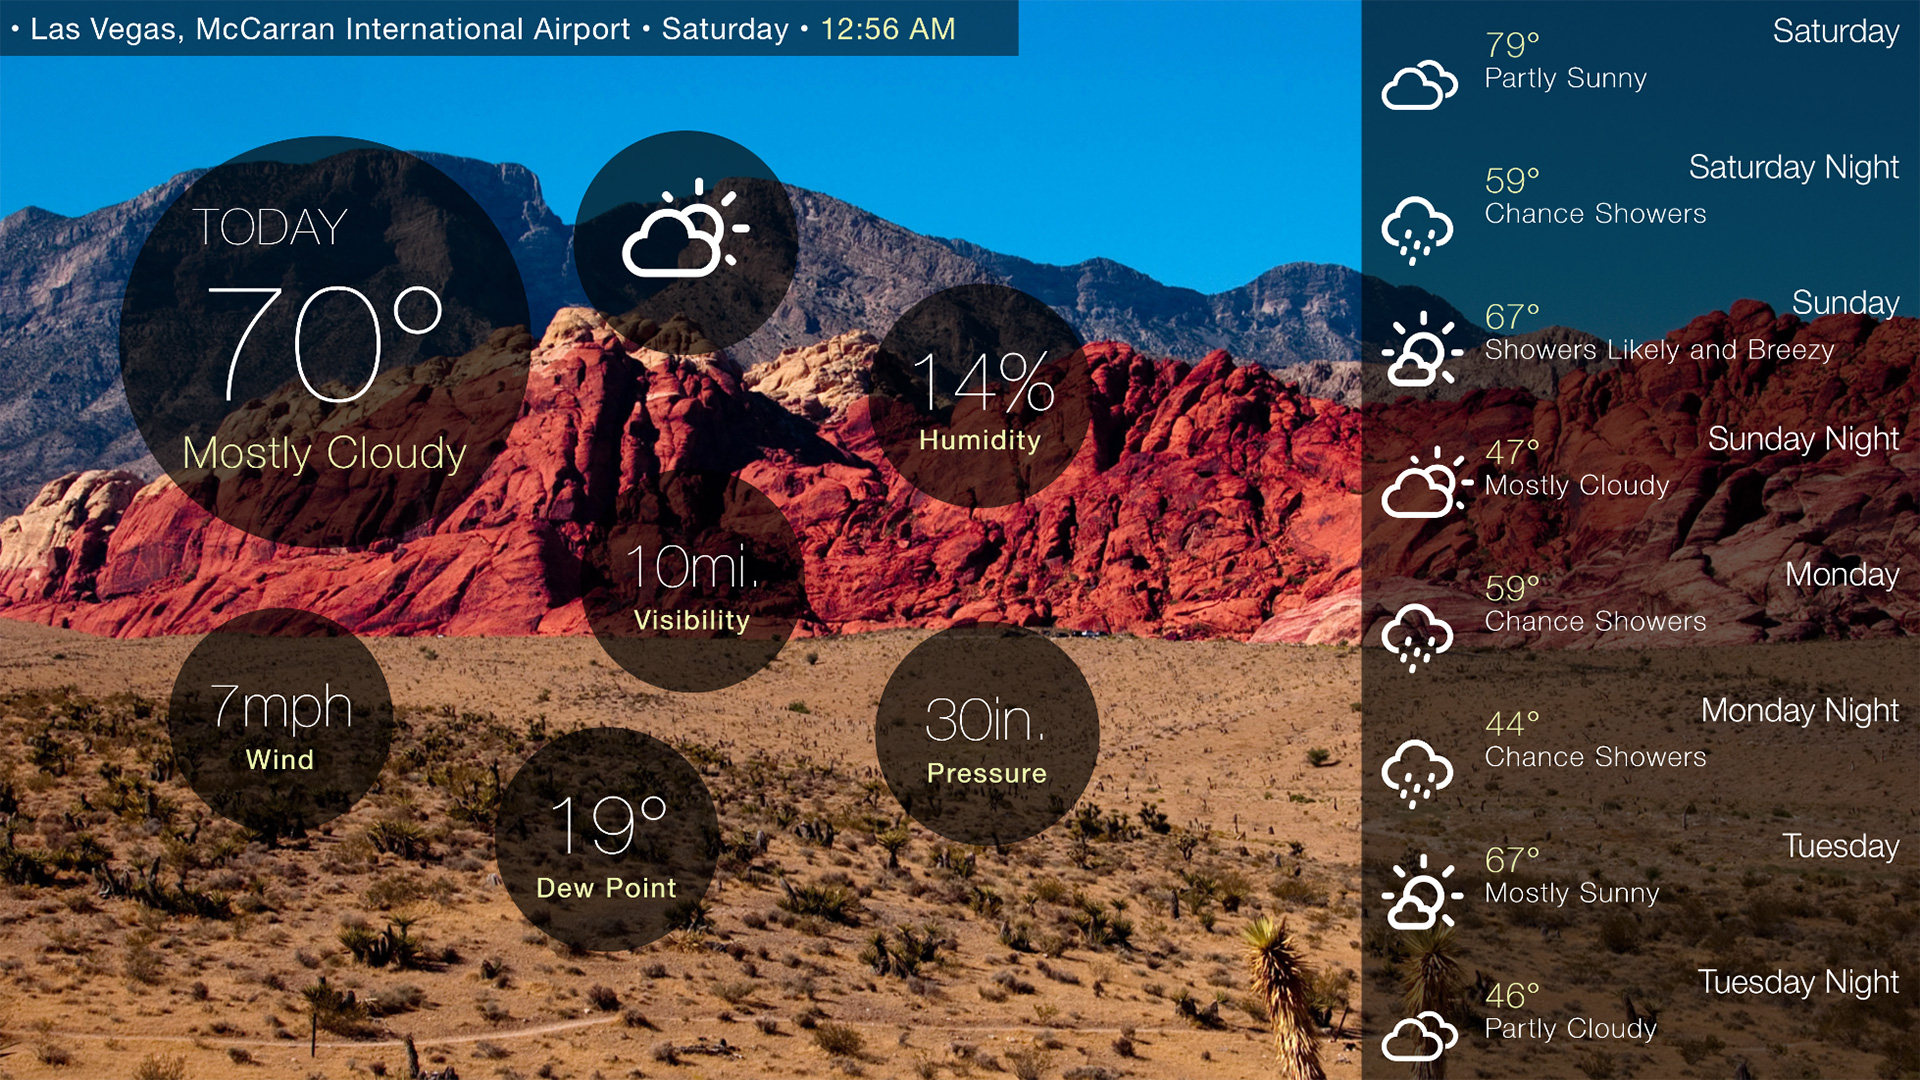 • Las Vegas, McCarran International Airport • Saturday • 12:56 AM
TODAY
70°
Mostly Cloudy
14%
Humidity
10mi.
Visibility
7mph
Wind
30in.
Pressure
19°
Dew Point
Saturday
79°
Partly Sunny
Saturday Night
59°
Chance Showers
Sunday
67°
Showers Likely and Breezy
Sunday Night
47°
Mostly Cloudy
Monday
59°
Chance Showers
Monday Night
44°
Chance Showers
Tuesday
67°
Mostly Sunny
Tuesday Night
46°
Partly Cloudy